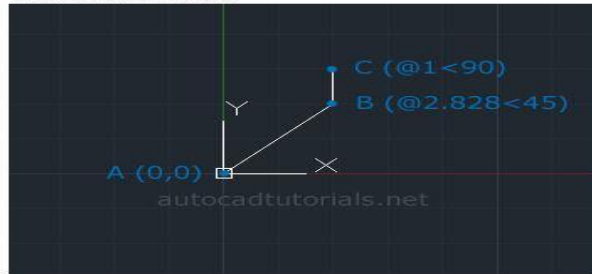 C (@1<90)
Y
B (@2.828<45)
X
A (0,0)
autocadtutorials.net